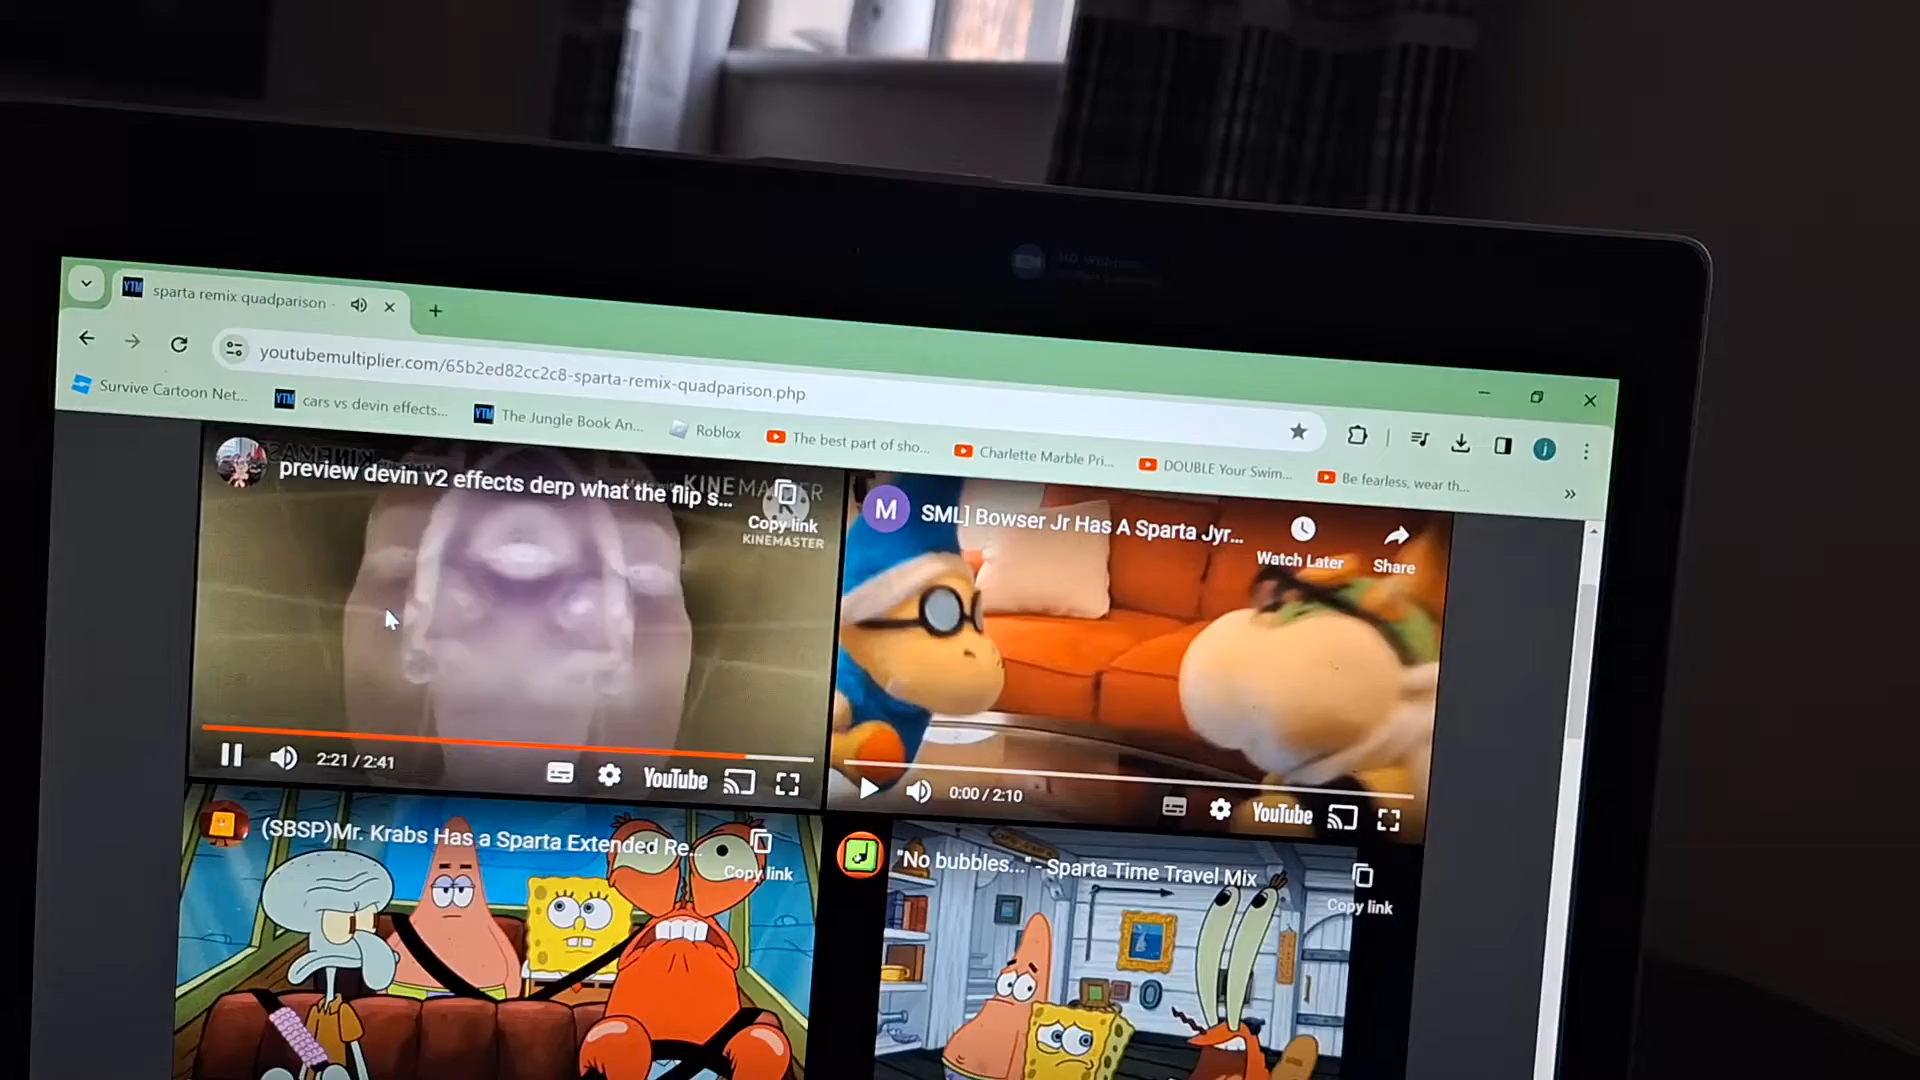 YTM sparta remix quadparison -
youtubemultiplier.com/65b2ed82cc2c8-sparta-remix-quadparison.php
Survive Cartoon Net...
YTM cars vs devin effects...
YTM The Jungle Book An...
Roblox
The best part of sho...
Charlette Marble Pri...
DOUBLE Your Swim...
Be fearless, wear th...
j
preview devin v2 effects derp what the flip s...
KINEMASTER
Copy link
KINEMASTER
2:21 / 2:41
YouTube
M
SML] Bowser Jr Has A Sparta Jyr...
Watch Later
Share
0:00 / 2:10
YouTube
(SBSP)Mr. Krabs Has a Sparta Extended Re...
Copy link
"No bubbles..." - Sparta Time Travel Mix
Copy link